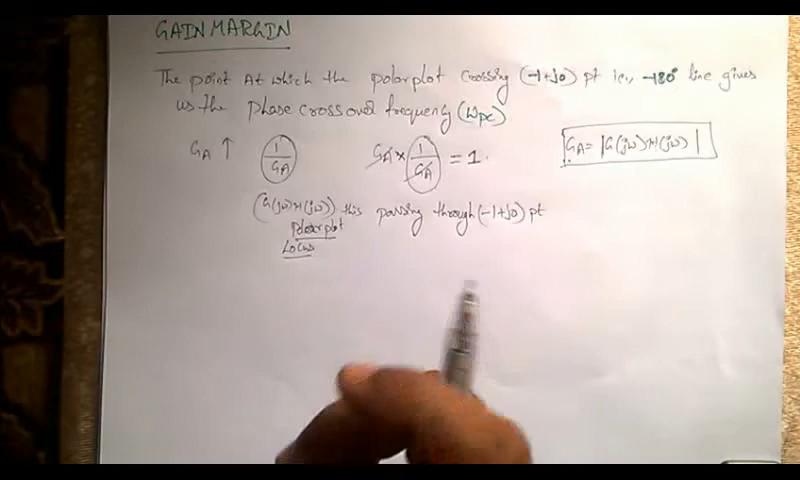 GAIN MARGIN
The point At which the polarplot crossing (-1+j0) pt ie., -180° line gives
us the phase crossover frequency (ωpc)
GA ↑ 1/GA GA × 1/GA = 1. GA = |G(jω)H(jω)|
(G(jω)H(jω)) this passing through (-1+j0) pt
polarplot
Locus